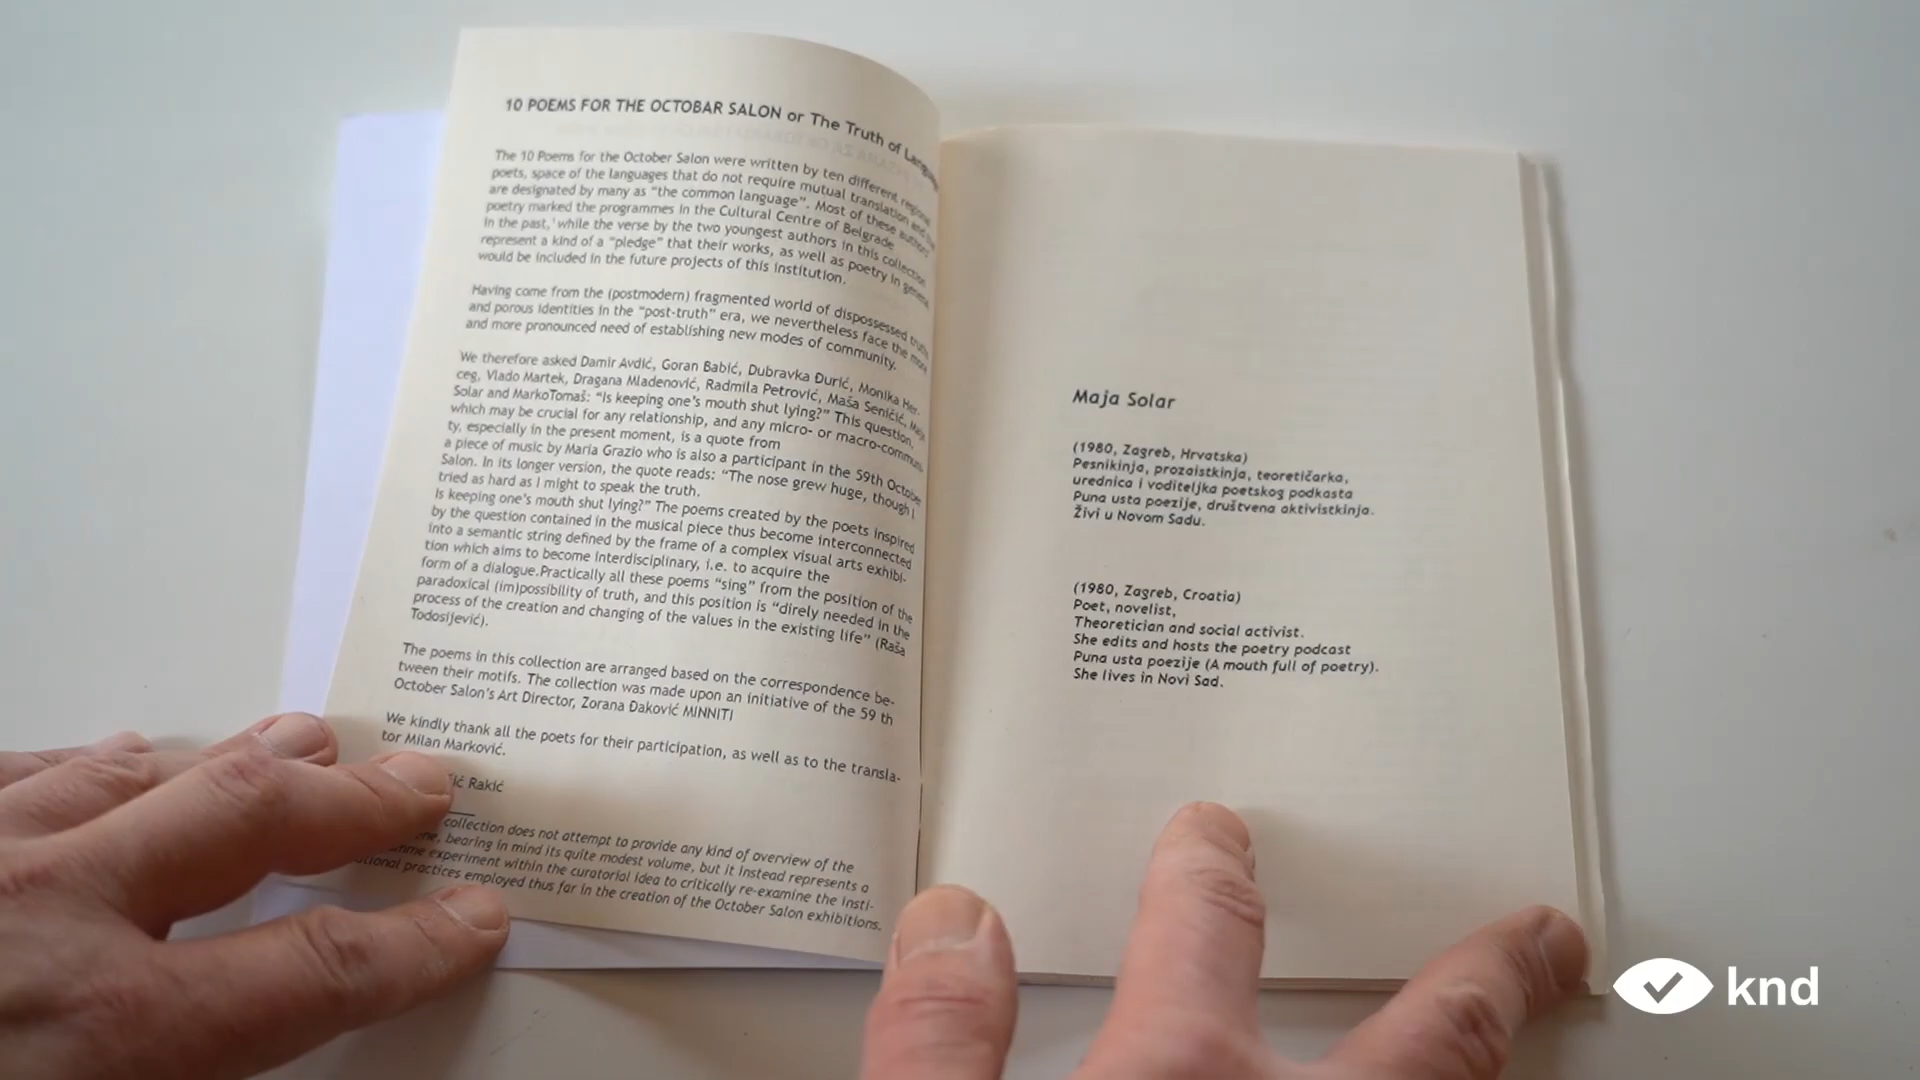 10 POEMS FOR THE OCTOBAR SALON or The Truth of
The 10 Poems for the October Salon were written by ten different regional
poets, space of the languages that do not require mutual translation and
are designated by many as "the common language". Most of these authors'
poetry marked the programmes in the Cultural Centre of Belgrade
in the past,¹ while the verse by the two youngest authors in this collection
represent a kind of a "pledge" that their works, as well as poetry in general
would be included in the future projects of this institution.
Having come from the (postmodern) fragmented world of dispossessed truths
and porous identities in the "post-truth" era, we nevertheless face the more
and more pronounced need of establishing new modes of community.
We therefore asked Damir Avdić, Goran Babić, Dubravka Đurić, Monika Her-
ceg, Vlado Martek, Dragana Mladenović, Radmila Petrović, Maša Seničić, Maja
Solar and MarkoTomaš: "Is keeping one's mouth shut lying?" This question,
which may be crucial for any relationship, and any micro- or macro-communi-
ty, especially in the present moment, is a quote from
a piece of music by Maria Grazio who is also a participant in the 59th October
Salon. In its longer version, the quote reads: "The nose grew huge, though I
tried as hard as I might to speak the truth.
Is keeping one's mouth shut lying?" The poems created by the poets inspired
by the question contained in the musical piece thus become interconnected
into a semantic string defined by the frame of a complex visual arts exhibi-
tion which aims to become interdisciplinary, i.e. to acquire the
form of a dialogue.Practically all these poems "sing" from the position of the
paradoxical (im)possibility of truth, and this position is "direly needed in the
process of the creation and changing of the values in the existing life" (Raša
Todosijević).
The poems in this collection are arranged based on the correspondence be-
tween their motifs. The collection was made upon an initiative of the 59 th
October Salon's Art Director, Zorana Đaković MINNITI
We kindly thank all the poets for their participation, as well as to the transla-
tor Milan Marković.
Rakić
collection does not attempt to provide any kind of overview of the
bearing in mind its quite modest volume, but it instead represents a
experiment within the curatorial idea to critically re-examine the insti-
practices employed thus far in the creation of the October Salon exhibitions.
Maja Solar
(1980, Zagreb, Hrvatska)
Pesnikinja, prozaistkinja, teoretičarka,
urednica i voditeljka poetskog podkasta
Puna usta poezije, društvena aktivistkinja.
Živi u Novom Sadu.
(1980, Zagreb, Croatia)
Poet, novelist,
Theoretician and social activist.
She edits and hosts the poetry podcast
Puna usta poezije (A mouth full of poetry).
She lives in Novi Sad.
knd